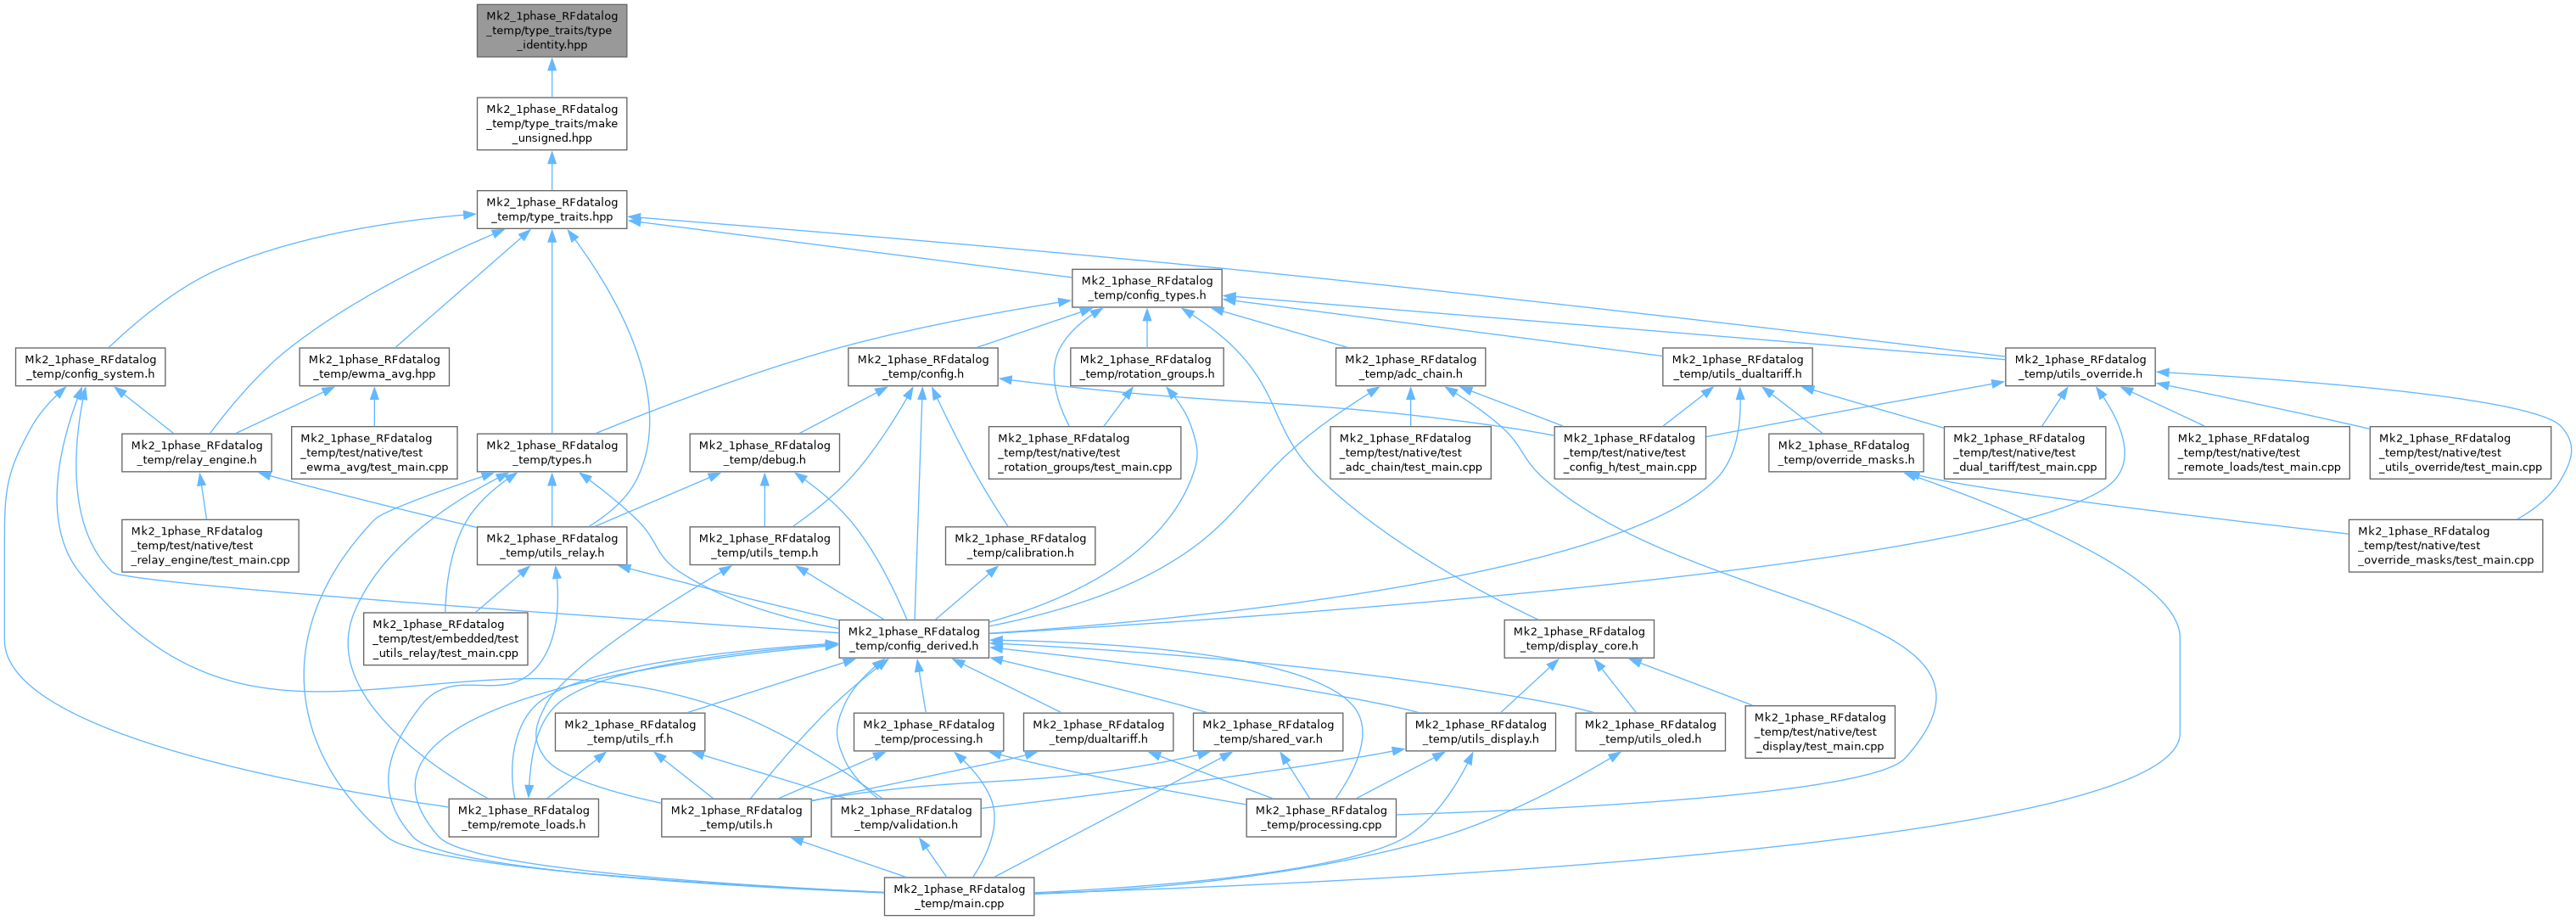 Mk2_1phase_RFdatalog
_temp/type_traits/type
_identity.hpp
Mk2_1phase_RFdatalog
_temp/type_traits/make
_unsigned.hpp
Mk2_1phase_RFdatalog
_temp/type_traits.hpp
Mk2_1phase_RFdatalog
_temp/config_types.h
Mk2_1phase_RFdatalog
_temp/config_system.h
Mk2_1phase_RFdatalog
_temp/ewma_avg.hpp
Mk2_1phase_RFdatalog
_temp/config.h
Mk2_1phase_RFdatalog
_temp/rotation_groups.h
Mk2_1phase_RFdatalog
_temp/adc_chain.h
Mk2_1phase_RFdatalog
_temp/utils_dualtariff.h
Mk2_1phase_RFdatalog
_temp/utils_override.h
Mk2_1phase_RFdatalog
_temp/relay_engine.h
Mk2_1phase_RFdatalog
_temp/test/native/test
_ewma_avg/test_main.cpp
Mk2_1phase_RFdatalog
_temp/types.h
Mk2_1phase_RFdatalog
_temp/debug.h
Mk2_1phase_RFdatalog
_temp/test/native/test
_rotation_groups/test_main.cpp
Mk2_1phase_RFdatalog
_temp/test/native/test
_adc_chain/test_main.cpp
Mk2_1phase_RFdatalog
_temp/test/native/test
_config_h/test_main.cpp
Mk2_1phase_RFdatalog
_temp/override_masks.h
Mk2_1phase_RFdatalog
_temp/test/native/test
_dual_tariff/test_main.cpp
Mk2_1phase_RFdatalog
_temp/test/native/test
_remote_loads/test_main.cpp
Mk2_1phase_RFdatalog
_temp/test/native/test
_utils_override/test_main.cpp
Mk2_1phase_RFdatalog
_temp/test/native/test
_relay_engine/test_main.cpp
Mk2_1phase_RFdatalog
_temp/utils_relay.h
Mk2_1phase_RFdatalog
_temp/utils_temp.h
Mk2_1phase_RFdatalog
_temp/calibration.h
Mk2_1phase_RFdatalog
_temp/test/native/test
_override_masks/test_main.cpp
Mk2_1phase_RFdatalog
_temp/test/embedded/test
_utils_relay/test_main.cpp
Mk2_1phase_RFdatalog
_temp/config_derived.h
Mk2_1phase_RFdatalog
_temp/display_core.h
Mk2_1phase_RFdatalog
_temp/utils_rf.h
Mk2_1phase_RFdatalog
_temp/processing.h
Mk2_1phase_RFdatalog
_temp/dualtariff.h
Mk2_1phase_RFdatalog
_temp/shared_var.h
Mk2_1phase_RFdatalog
_temp/utils_display.h
Mk2_1phase_RFdatalog
_temp/utils_oled.h
Mk2_1phase_RFdatalog
_temp/test/native/test
_display/test_main.cpp
Mk2_1phase_RFdatalog
_temp/remote_loads.h
Mk2_1phase_RFdatalog
_temp/utils.h
Mk2_1phase_RFdatalog
_temp/validation.h
Mk2_1phase_RFdatalog
_temp/processing.cpp
Mk2_1phase_RFdatalog
_temp/main.cpp